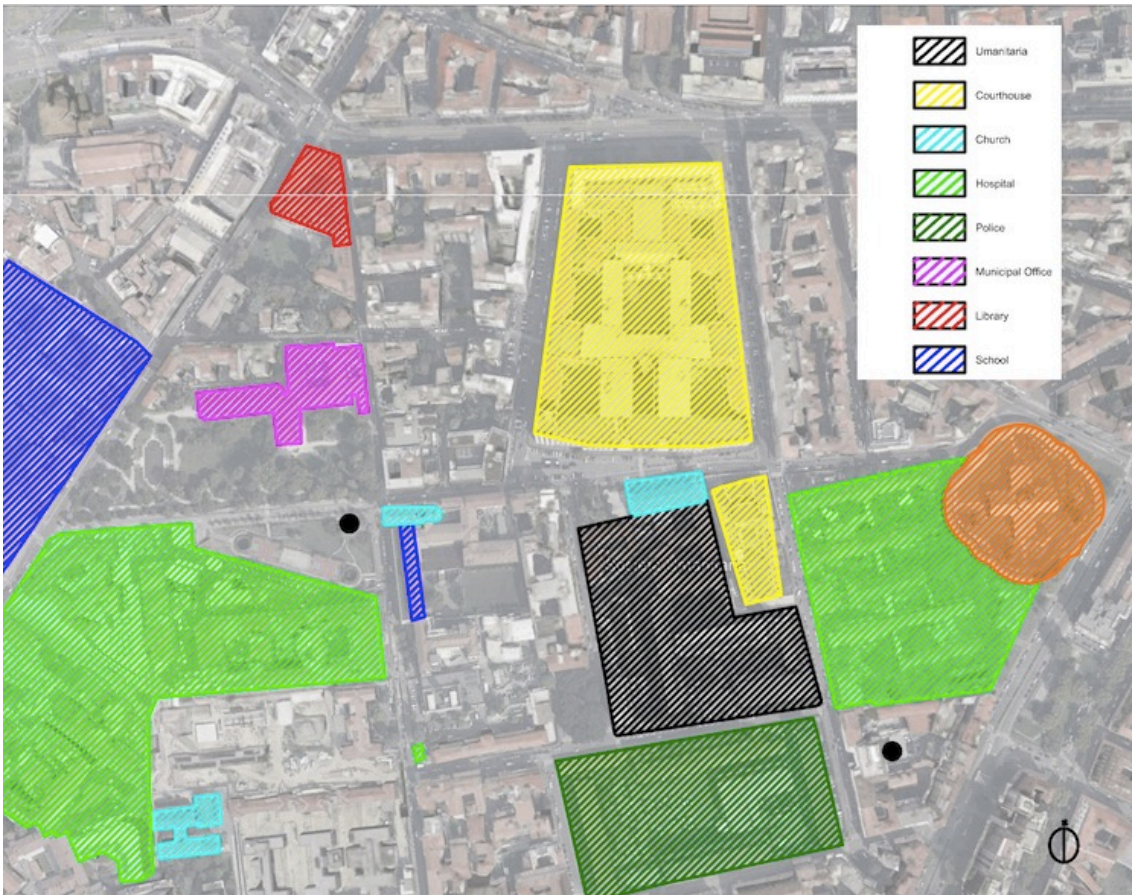 Umanitaria
Courthouse
Church
Hospital
Police
Municipal Office
Library
School